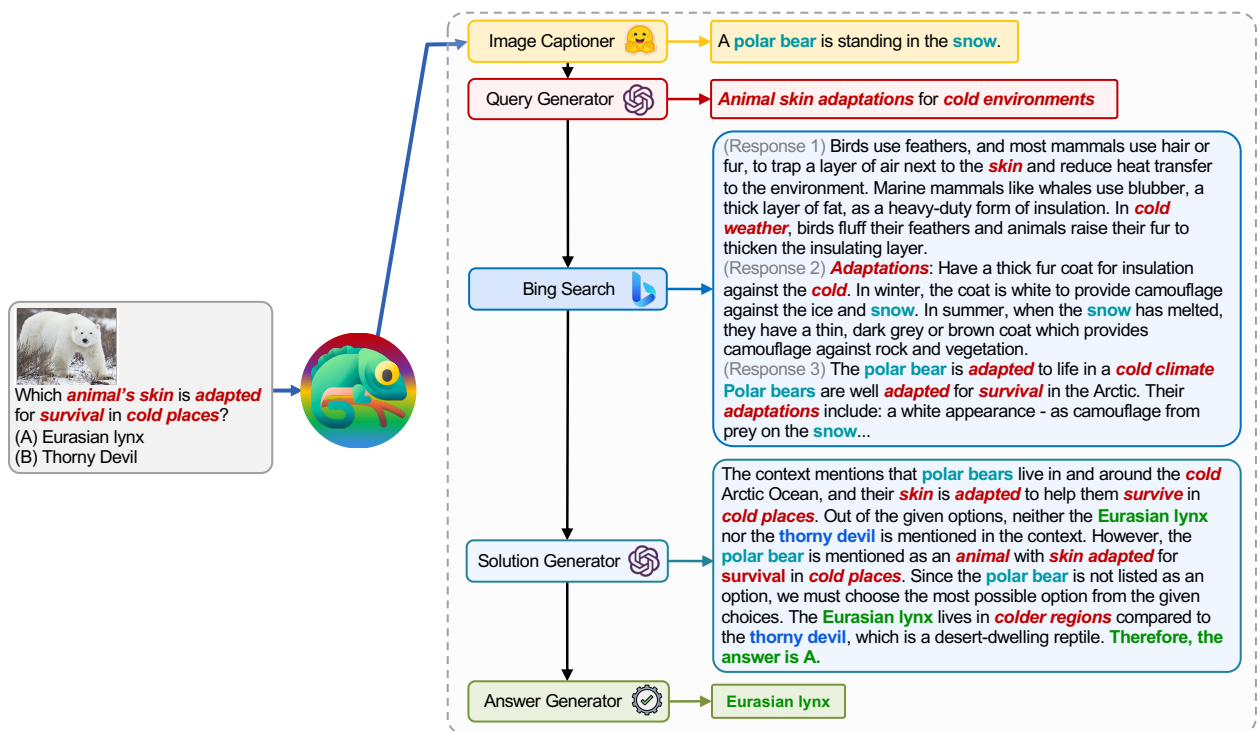 Image Captioner
A polar bear is standing in the snow.
Query Generator
Animal skin adaptations for cold environments
Bing Search
(Response 1) Birds use feathers, and most mammals use hair or
fur, to trap a layer of air next to the skin and reduce heat transfer
to the environment. Marine mammals like whales use blubber, a
thick layer of fat, as a heavy-duty form of insulation. In cold
weather, birds fluff their feathers and animals raise their fur to
thicken the insulating layer.
(Response 2) Adaptations: Have a thick fur coat for insulation
against the cold. In winter, the coat is white to provide camouflage
against the ice and snow. In summer, when the snow has melted,
they have a thin, dark grey or brown coat which provides
camouflage against rock and vegetation.
(Response 3) The polar bear is adapted to life in a cold climate
Polar bears are well adapted for survival in the Arctic. Their
adaptations include: a white appearance - as camouflage from
prey on the snow...
Which animal's skin is adapted
for survival in cold places?
(A) Eurasian lynx
(B) Thorny Devil
Solution Generator
The context mentions that polar bears live in and around the cold
Arctic Ocean, and their skin is adapted to help them survive in
cold places. Out of the given options, neither the Eurasian lynx
nor the thorny devil is mentioned in the context. However, the
polar bear is mentioned as an animal with skin adapted for
survival in cold places. Since the polar bear is not listed as an
option, we must choose the most possible option from the given
choices. The Eurasian lynx lives in colder regions compared to
the thorny devil, which is a desert-dwelling reptile. Therefore, the
answer is A.
Answer Generator
Eurasian lynx